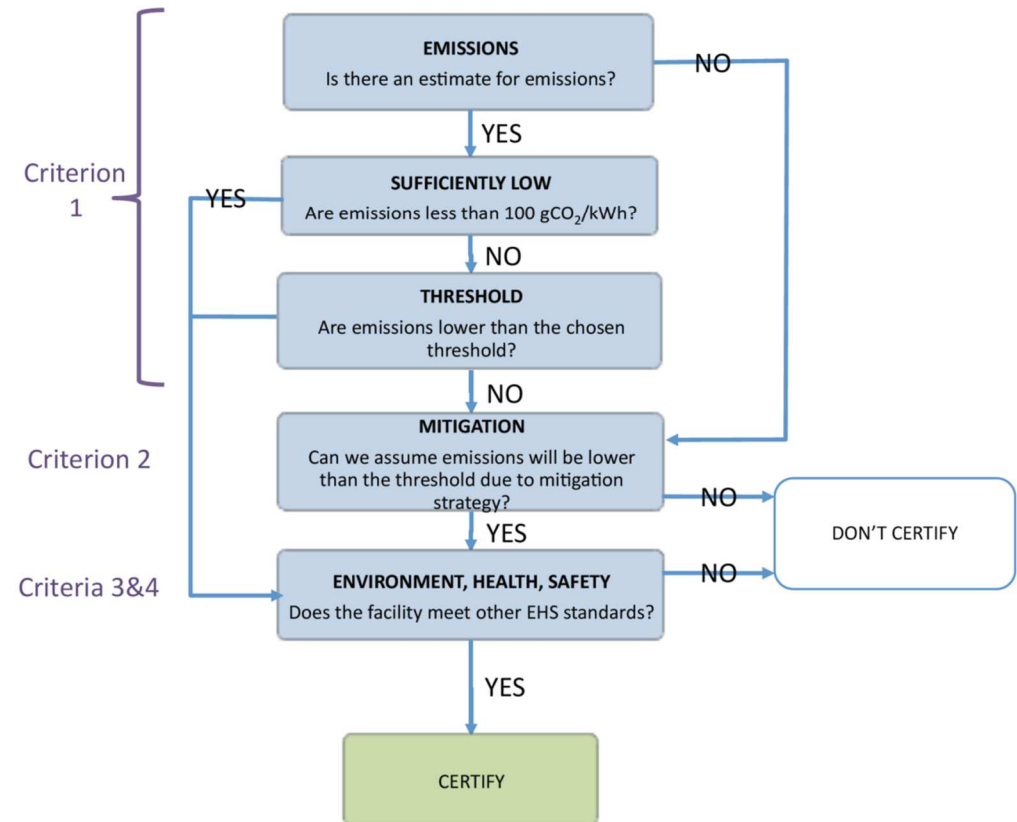 EMISSIONS
Is there an estimate for emissions?
NO
YES
Criterion
1
SUFFICIENTLY LOW
Are emissions less than 100 gCO₂/kWh?
YES
NO
THRESHOLD
Are emissions lower than the chosen
threshold?
NO
Criterion 2
MITIGATION
Can we assume emissions will be lower
than the threshold due to mitigation
strategy?
NO
DON’T CERTIFY
YES
Criteria 3&4
ENVIRONMENT, HEALTH, SAFETY
Does the facility meet other EHS standards?
NO
YES
CERTIFY